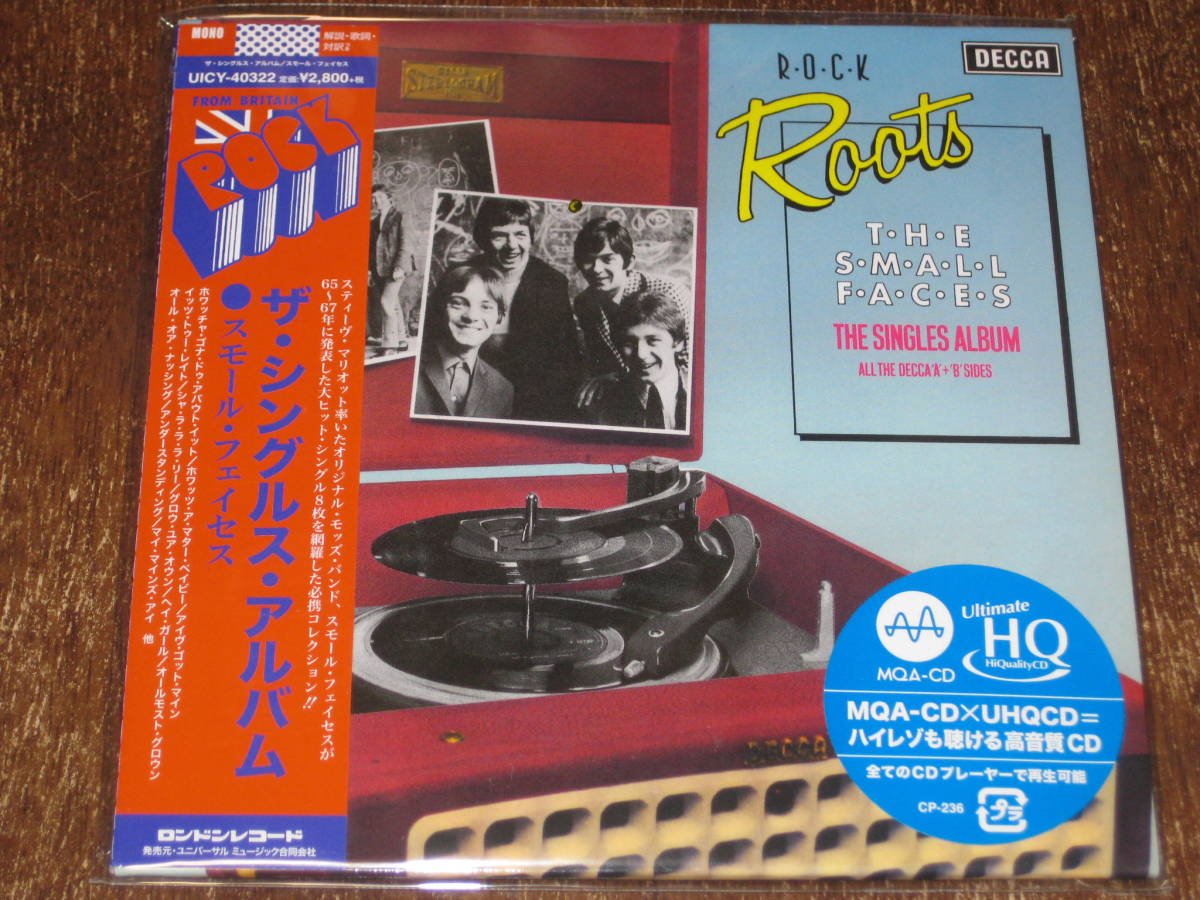 MONO
解説・歌詞・
対訳付
ザ・シングルス・アルバム／スモール・フェイセス
UICY-40322 定価:¥2,800+税
FROM BRITAIN
ROCK
ザ・シングルス・アルバム
●スモール・フェイセス
スティーヴ・マリオット率いたオリジナル・モッズ・バンド、スモール・フェイセスが
65〜67年に発表した大ヒット・シングル8枚を網羅した必携コレクション!!
ホワッチャ・ゴナ・ドゥ・アバウト・イット／ホワッツ・ア・マター・ベイビー／アイヴ・ゴット・マイン
イッツ・トゥー・レイト／シャ・ラ・ラ・ラ・リー／グロウ・ユア・オウン／ヘイ・ガール／オールモスト・グロウン
オール・オア・ナッシング／アンダースタンディング／マイ・マインズ・アイ 他
ロンドンレコード
発売元・ユニバーサル ミュージック合同会社
STEREOGRAM
R·O·C·K
Roots
DECCA
T·H·E
S·M·A·L·L
F·A·C·E·S
THE SINGLES ALBUM
ALL THE DECCA 'A' + 'B' SIDES
DECCA
MQA-CD
Ultimate
HQ
HiQualityCD
MQA-CD×UHQCD=
ハイレゾも聴ける高音質CD
全てのCDプレーヤーで再生可能
CP-236
プラ